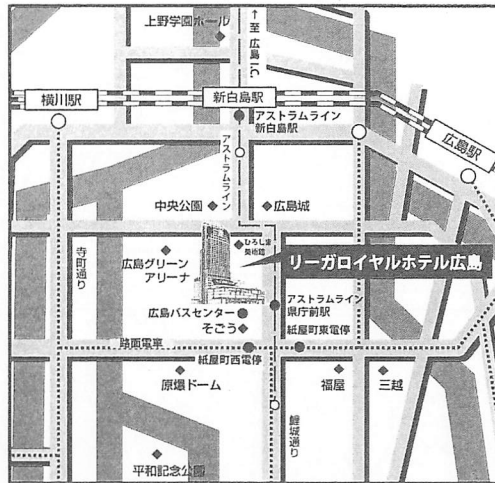 上野学園ホール
←至 広島I.C.
横川駅
新白島駅
アストラムライン
新白島駅
広島駅
アストラムライン
中央公園
広島城
寺町通り
ひろし美
美術館
広島グリーン
アリーナ
リーガロイヤルホテル広島
アストラムライン
県庁前駅
広島バスセンター
そごう
紙屋町東電停
路面電車
紙屋町西電停
原爆ドーム
福屋
三越
鯉城通り
平和記念公園